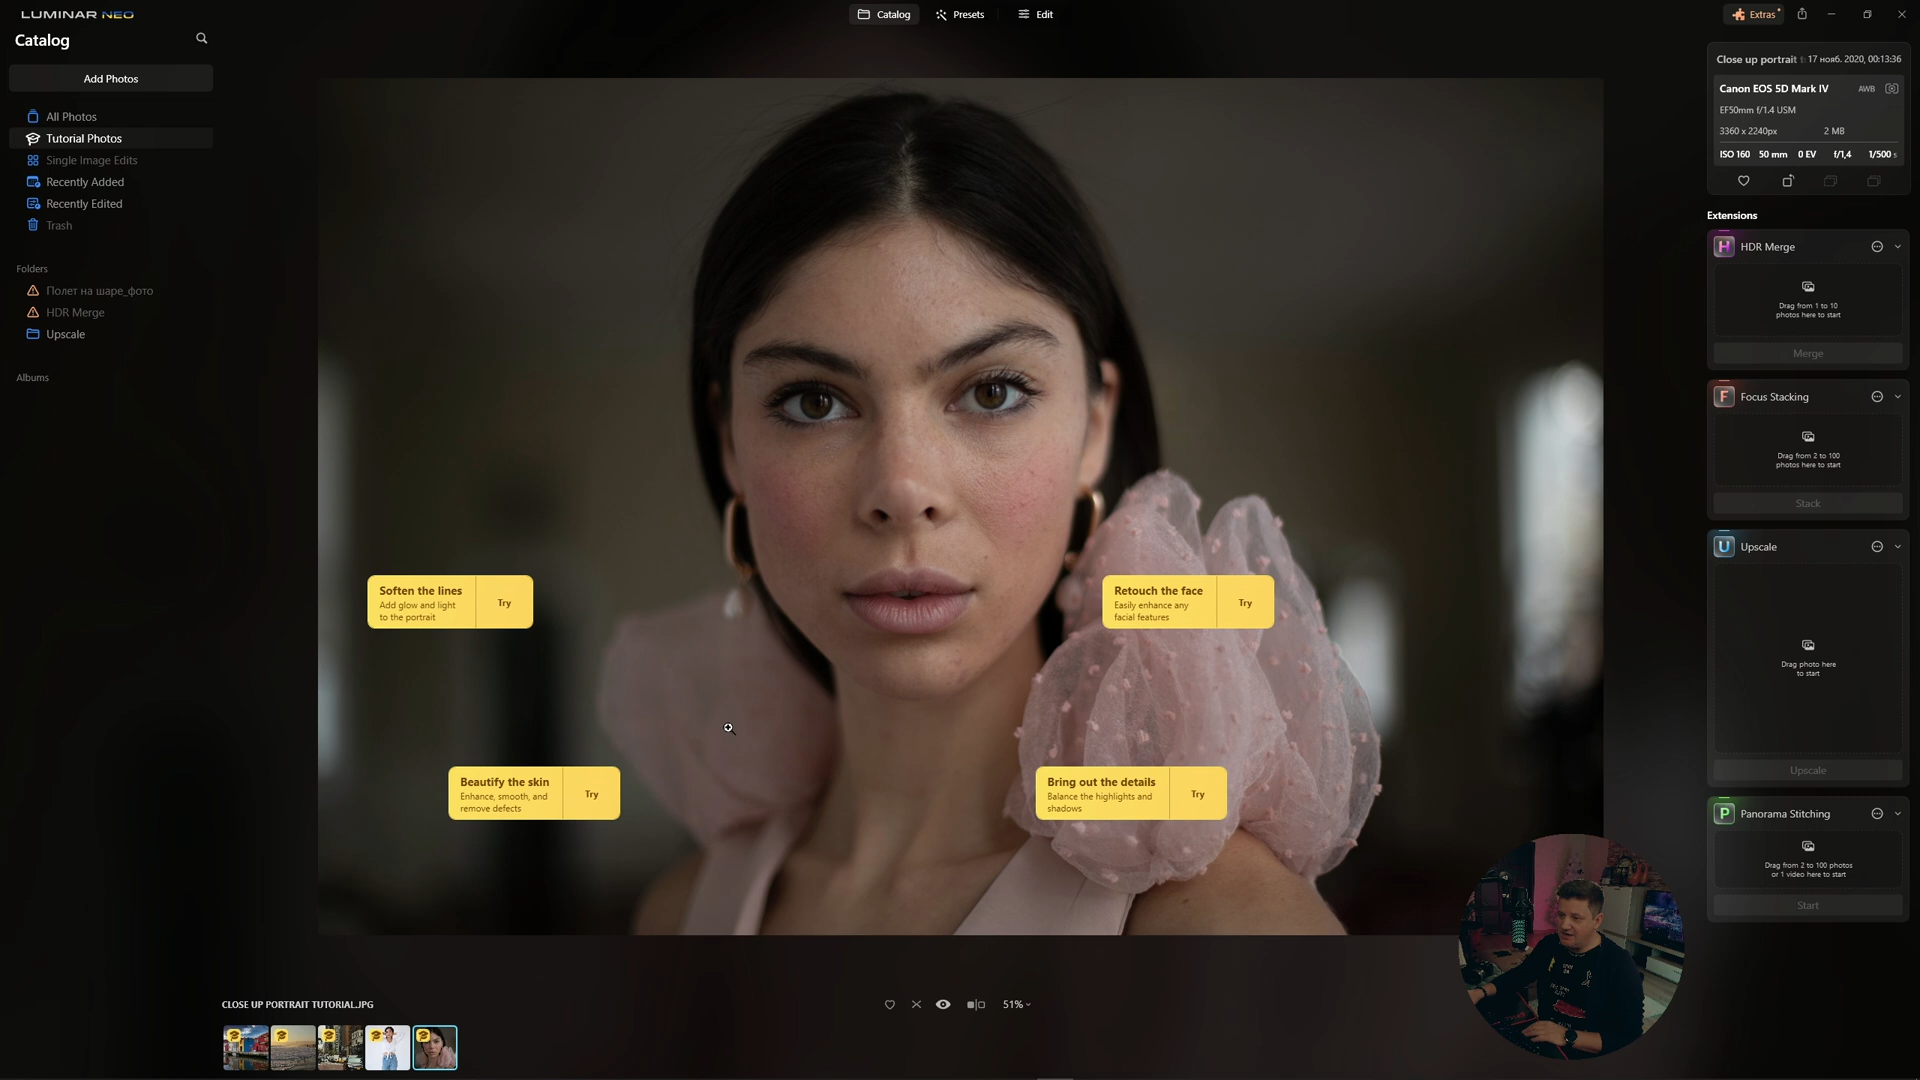 LUMINAR NEO
Catalog
Presets
Edit
Extras
Catalog
Add Photos
All Photos
Tutorial Photos
Single Image Edits
Recently Added
Recently Edited
Trash
Folders
Полет на шаре_фото
HDR Merge
Upscale
Albums
Soften the lines
Add glow and light
to the portrait
Try
Retouch the face
Easily enhance any
facial features
Try
Beautify the skin
Enhance, smooth, and
remove defects
Try
Bring out the details
Balance the highlights and
shadows
Try
CLOSE UP PORTRAIT TUTORIAL.JPG
51%
Close up portrait t 17 нояб. 2020, 00:13:36
Canon EOS 5D Mark IV AWB
EF50mm f/1.4 USM
3360 x 2240px 2 MB
ISO 160 50 mm 0 EV f/1,4 1/500 s
Extensions
H HDR Merge
Drag from 1 to 10
photos here to start
Merge
F Focus Stacking
Drag from 2 to 100
photos here to start
Stack
U Upscale
Drag photo here
to start
Upscale
P Panorama Stitching
Drag from 2 to 100 photos
or 1 video here to start
Start